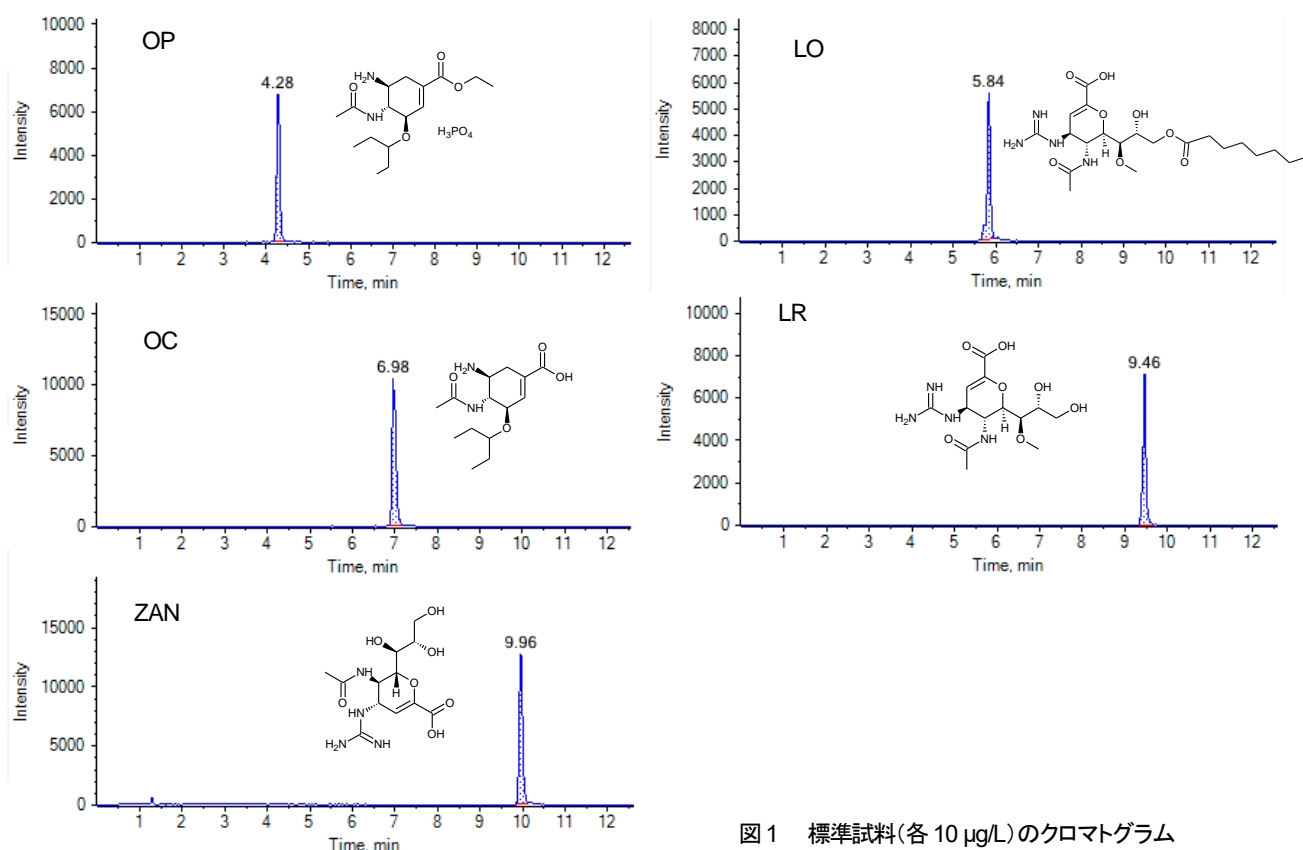 OP
4.28
10000
8000
6000
4000
2000
0
Intensity
1 2 3 4 5 6 7 8 9 10 11 12
Time, min
H2N
O
O
O
NH
O
H3PO4
LO
5.84
8000
7000
6000
5000
4000
3000
2000
1000
0
Intensity
1 2 3 4 5 6 7 8 9 10 11 12
Time, min
O OH
NH O OH
H2N NH H O
O NH O O
OC
6.98
15000
10000
5000
0
Intensity
1 2 3 4 5 6 7 8 9 10 11 12
Time, min
O
H2N OH
O
NH
O
LR
9.46
10000
8000
6000
4000
2000
0
Intensity
1 2 3 4 5 6 7 8 9 10 11 12
Time, min
O OH
NH O OH
H2N NH H OH
O NH O
ZAN
9.96
15000
10000
5000
0
Intensity
1 2 3 4 5 6 7 8 9 10 11 12
Time, min
OH
HO OH
NH O
O H O
NH OH
H2N NH
図1 標準試料(各 10 µg/L)のクロマトグラム